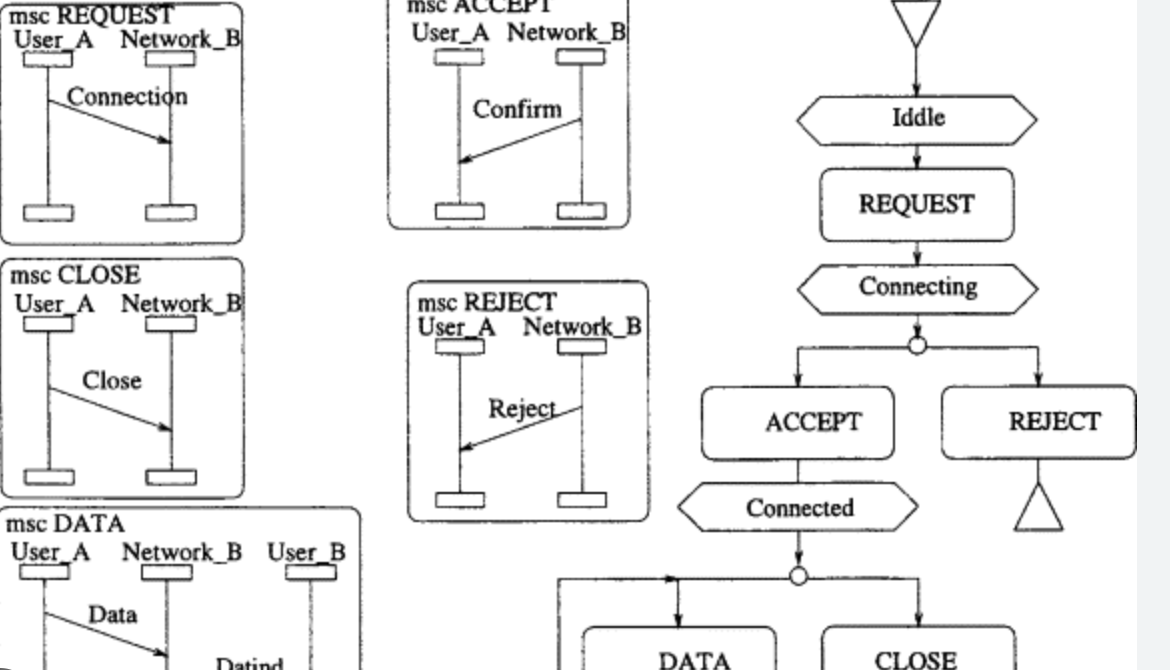 msc REQUEST
User_A Network_B
Connection
msc ACCEPT
User_A Network_B
Confirm
msc CLOSE
User_A Network_B
Close
msc REJECT
User_A Network_B
Reject
msc DATA
User_A Network_B User_B
Data
Datind
Iddle
REQUEST
Connecting
ACCEPT
REJECT
Connected
DATA
CLOSE